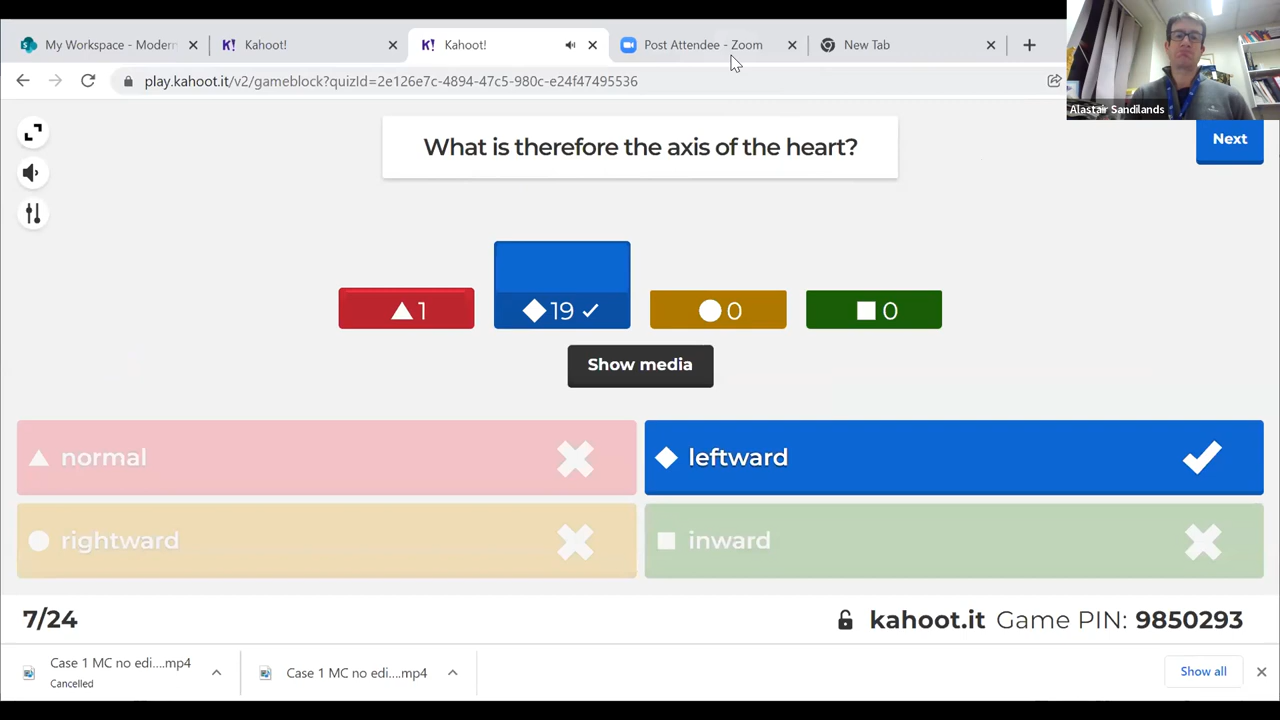 My Workspace - Modern
Kahoot!
Kahoot!
Post Attendee - Zoom
New Tab
play.kahoot.it/v2/gameblock?quizId=2e126e7c-4894-47c5-980c-e24f47495536
Alastair Sandilands
What is therefore the axis of the heart?
Next
1
19
0
0
Show media
normal
leftward
rightward
inward
7/24
kahoot.it Game PIN: 9850293
Case 1 MC no edi....mp4
Cancelled
Case 1 MC no edi....mp4
Show all